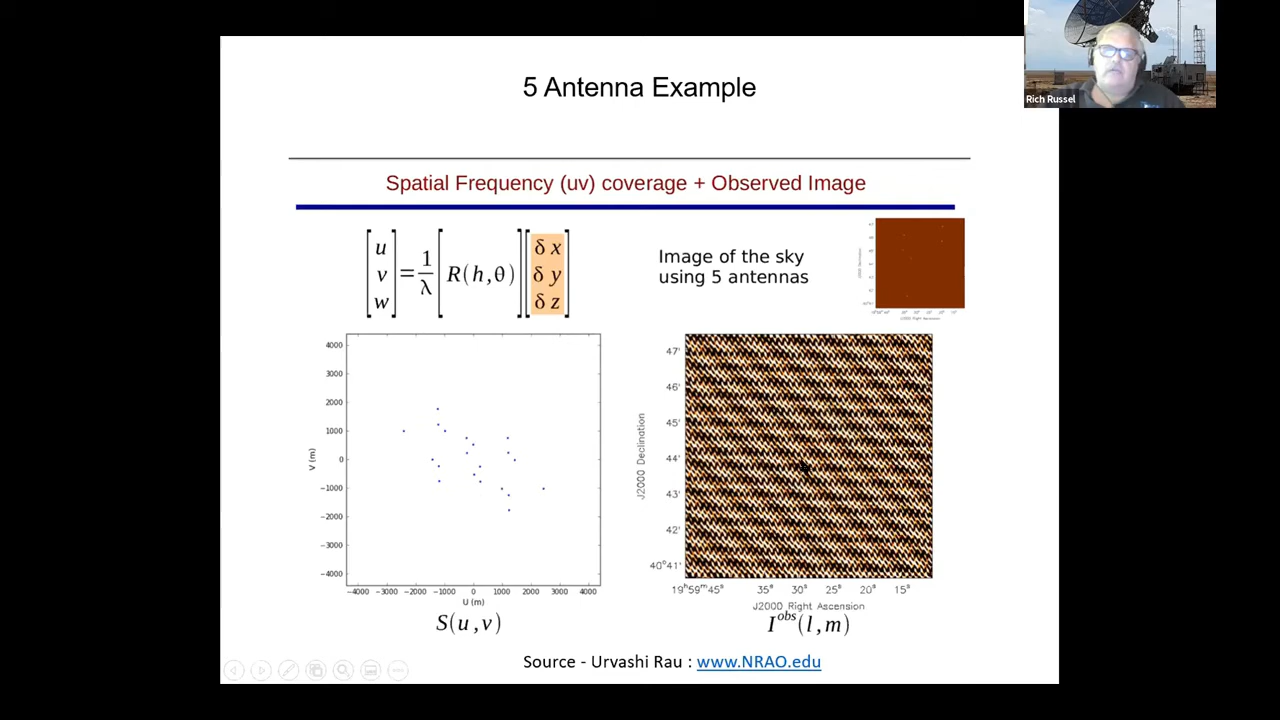 5 Antenna Example
Rich Russel
Spatial Frequency (uv) coverage + Observed Image
[u v w] = 1/λ [R(h,θ)] [δx δy δz]
Image of the sky
using 5 antennas
4000
3000
2000
1000
0
−1000
−2000
−3000
−4000
V (m)
−4000 −3000 −2000 −1000 0 1000 2000 3000 4000
U (m)
S(u,v)
47'
46'
45'
44'
43'
42'
40°41'
J2000 Declination
19ʰ59ᵐ45ˢ 35ˢ 30ˢ 25ˢ 20ˢ 15ˢ
J2000 Right Ascension
I^obs(l,m)
Source - Urvashi Rau : www.NRAO.edu